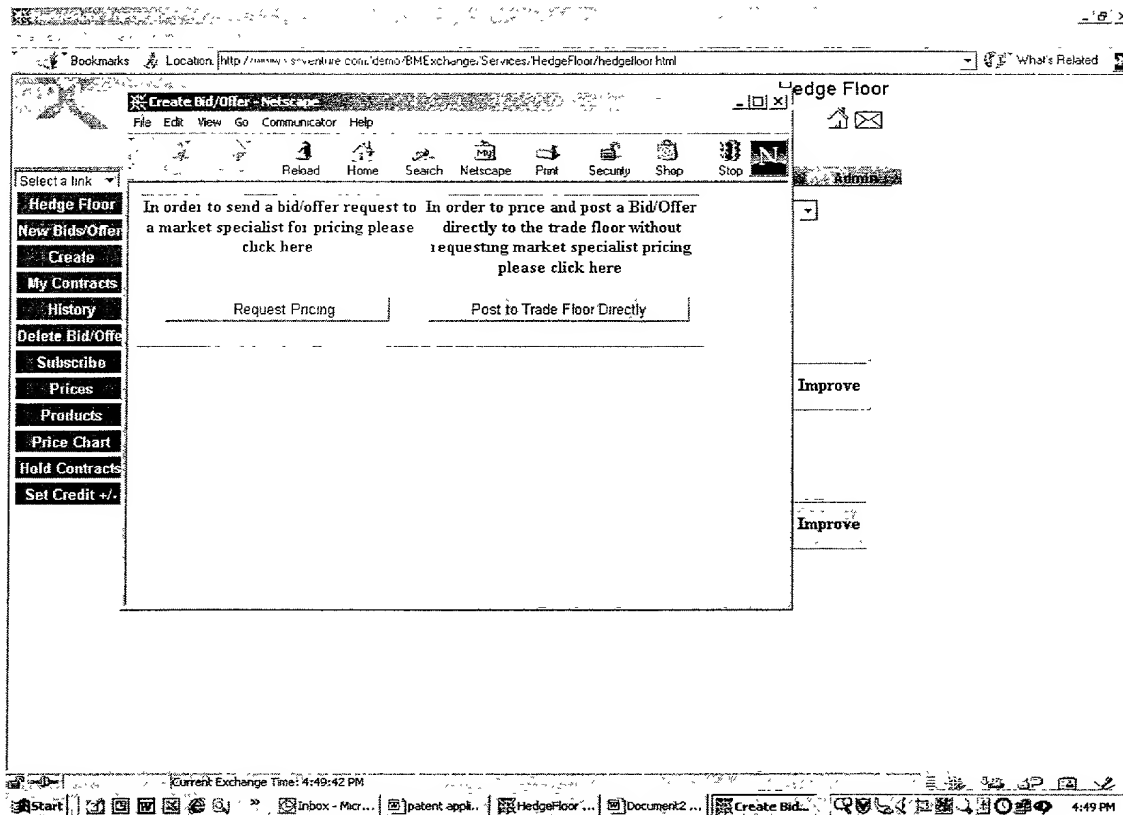 Bookmarks Location What's Related
Hedge Floor
Create Bid/Offer - Netscape
File Edit View Go Communicator Help
Reload Home Search Netscape Print Security Shop Stop
Select a link
Admin
Hedge Floor
New Bids/Offer
Create
My Contracts
History
Delete Bid/Offe
Subscribe
Prices
Products
Price Chart
Hold Contracts
Set Credit +/-
In order to send a bid/offer request to
a market specialist for pricing please
click here
Request Pricing
In order to price and post a Bid/Offer
directly to the trade floor without
requesting market specialist pricing
please click here
Post to Trade Floor Directly
Improve
Improve
Current Exchange Time: 4:49:42 PM
Start Inbox - Micr... patent appli.. HedgeFloor ... Document2 ... Create Bid... 4:49 PM